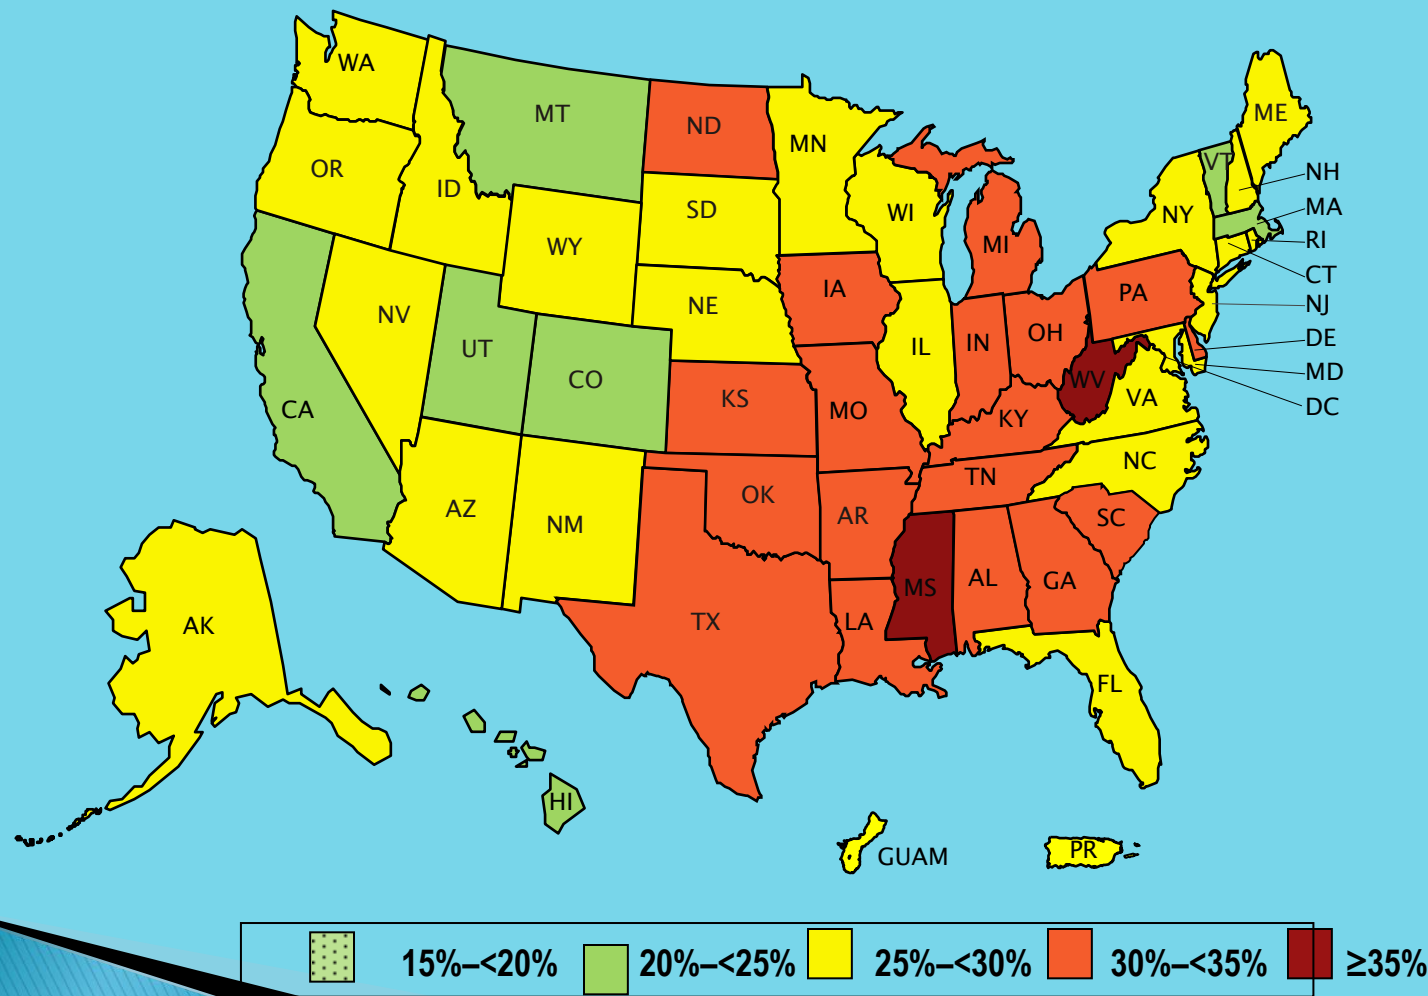 WA
MT
ND
MN
ME
OR
ID
SD
WI
VT
NH
MA
NY
WY
MI
RI
CT
IA
PA
NE
NJ
NV
UT
IL
IN
OH
DE
CO
WV
MD
CA
KS
MO
KY
VA
DC
NC
TN
AZ
NM
OK
AR
SC
MS
AL
GA
AK
TX
LA
FL
HI
GUAM
PR
15%–<20% 20%–<25% 25%–<30% 30%–<35% ≥35%